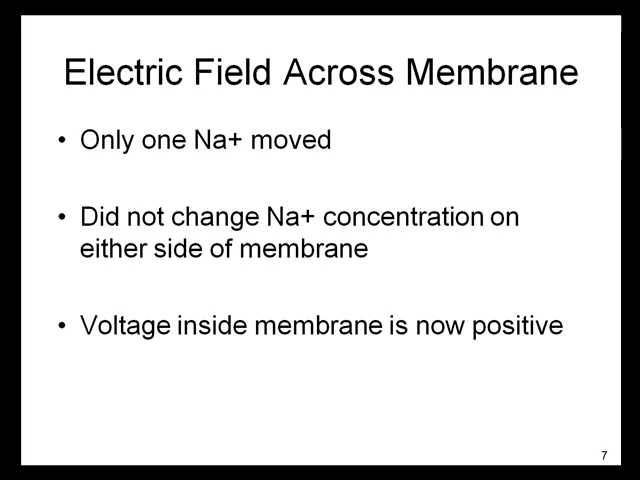 Electric Field Across Membrane
• Only one Na+ moved
• Did not change Na+ concentration on
either side of membrane
• Voltage inside membrane is now positive
7